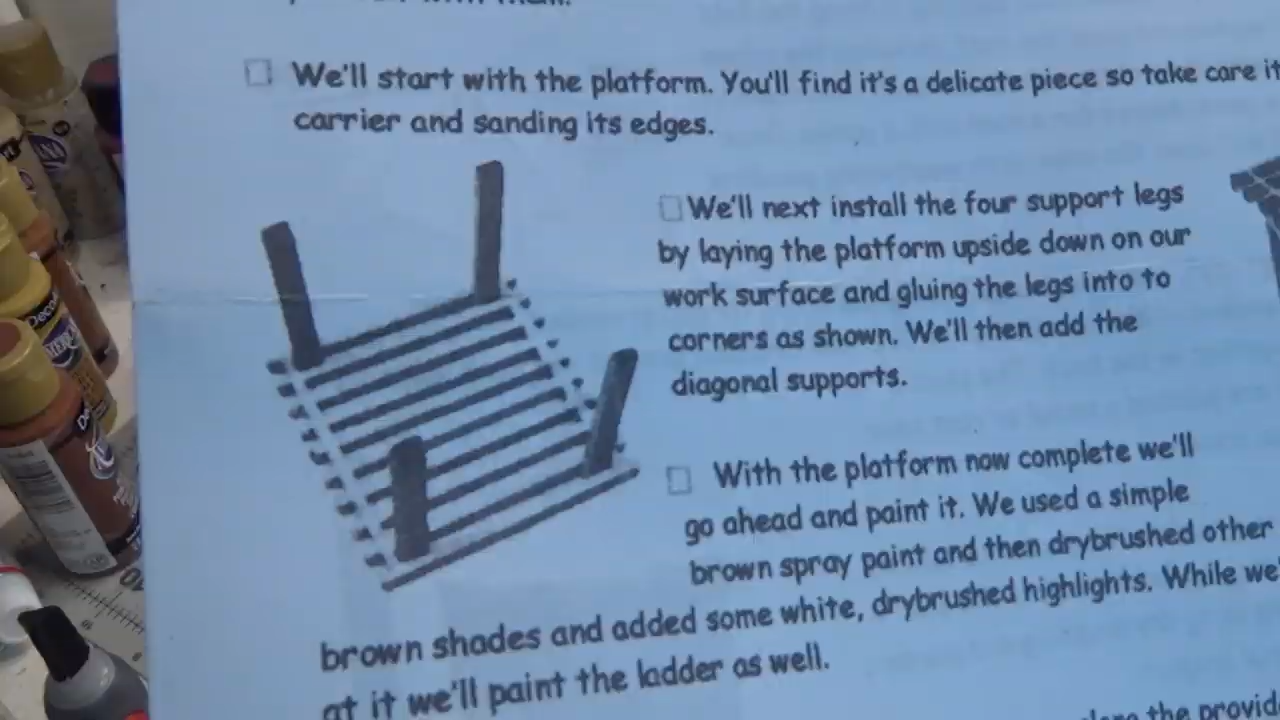 We'll start with the platform. You'll find it's a delicate piece so take care it
carrier and sanding its edges.
We'll next install the four support legs
by laying the platform upside down on our
work surface and gluing the legs into to
corners as shown. We'll then add the
diagonal supports.
With the platform now complete we'll
go ahead and paint it. We used a simple
brown spray paint and then drybrushed other
brown shades and added some white, drybrushed highlights. While we'
at it we'll paint the ladder as well.
the provid